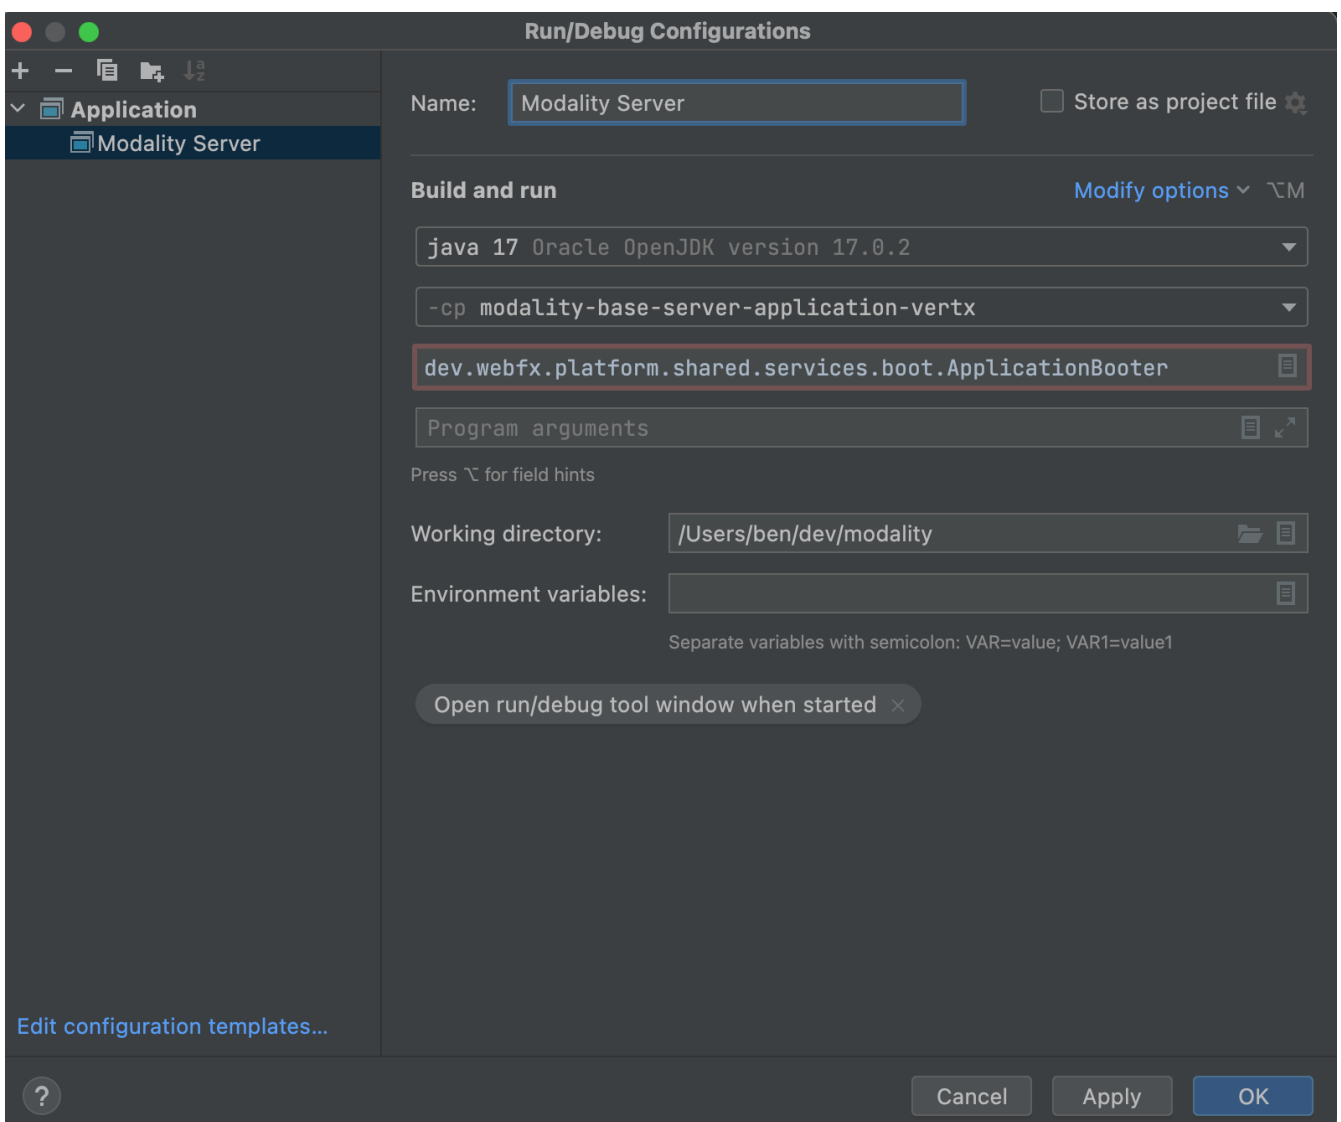 Run/Debug Configurations
Application
Modality Server
Name: Modality Server Store as project file
Build and run Modify options ⌥M
java 17 Oracle OpenJDK version 17.0.2
-cp modality-base-server-application-vertx
dev.webfx.platform.shared.services.boot.ApplicationBooter
Program arguments
Press ⌥ for field hints
Working directory: /Users/ben/dev/modality
Environment variables:
Separate variables with semicolon: VAR=value; VAR1=value1
Open run/debug tool window when started ×
Edit configuration templates...
? Cancel Apply OK